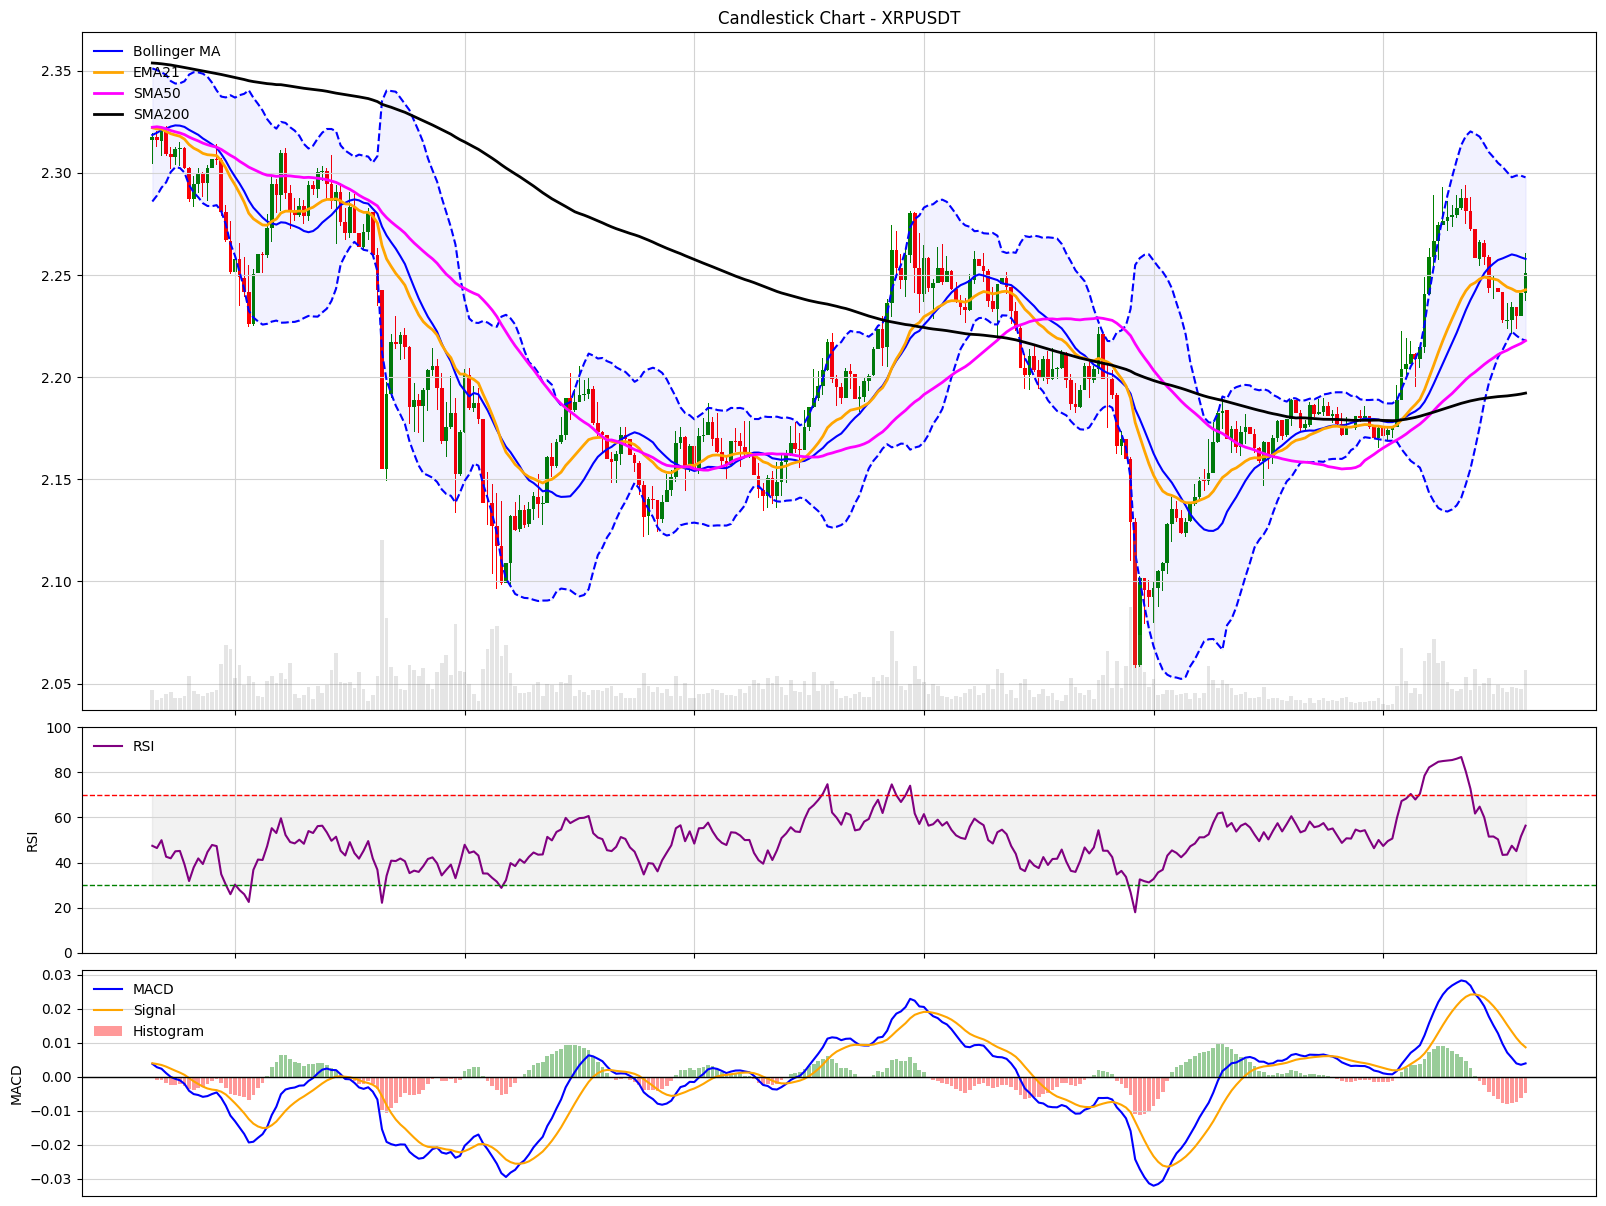 Candlestick Chart - XRPUSDT
Bollinger MA
EMA21
SMA50
SMA200
2.35
2.30
2.25
2.20
2.15
2.10
2.05
RSI
100
80
60
40
20
0
RSI
MACD
Signal
Histogram
0.03
0.02
0.01
0.00
−0.01
−0.02
−0.03
MACD